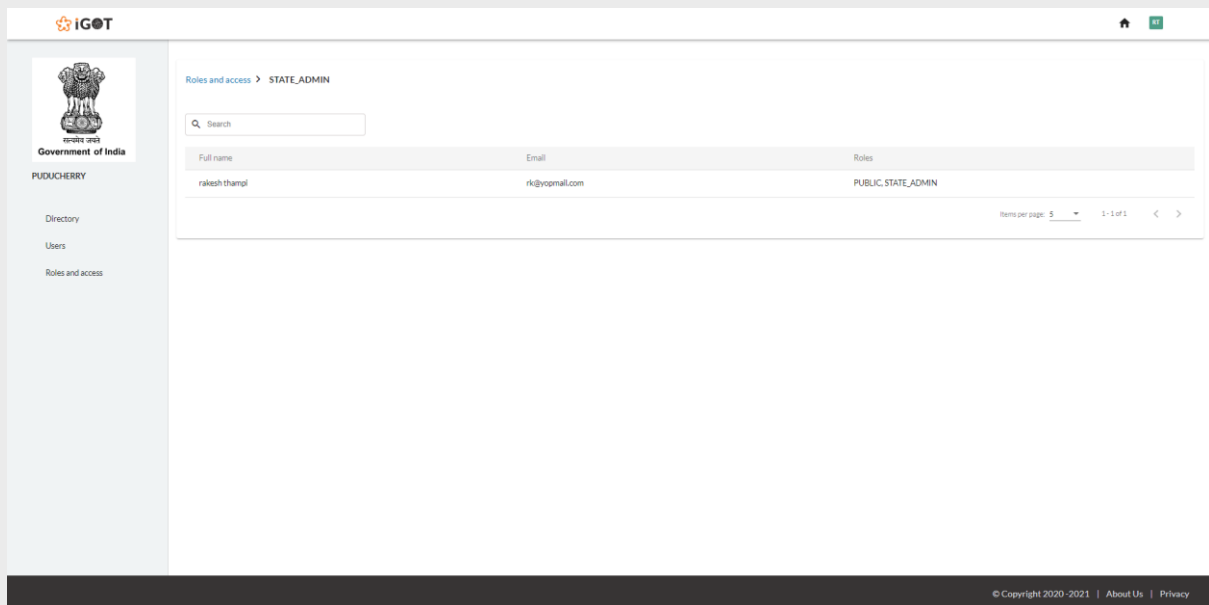 iGOT
RT
सत्यमेव जयते
Government of India
PUDUCHERRY
Directory
Users
Roles and access
Roles and access > STATE_ADMIN
Search
Full name Email Roles
rakesh thampi rk@yopmail.com PUBLIC, STATE_ADMIN
Items per page: 5 1 - 1 of 1
© Copyright 2020 -2021 | About Us | Privacy